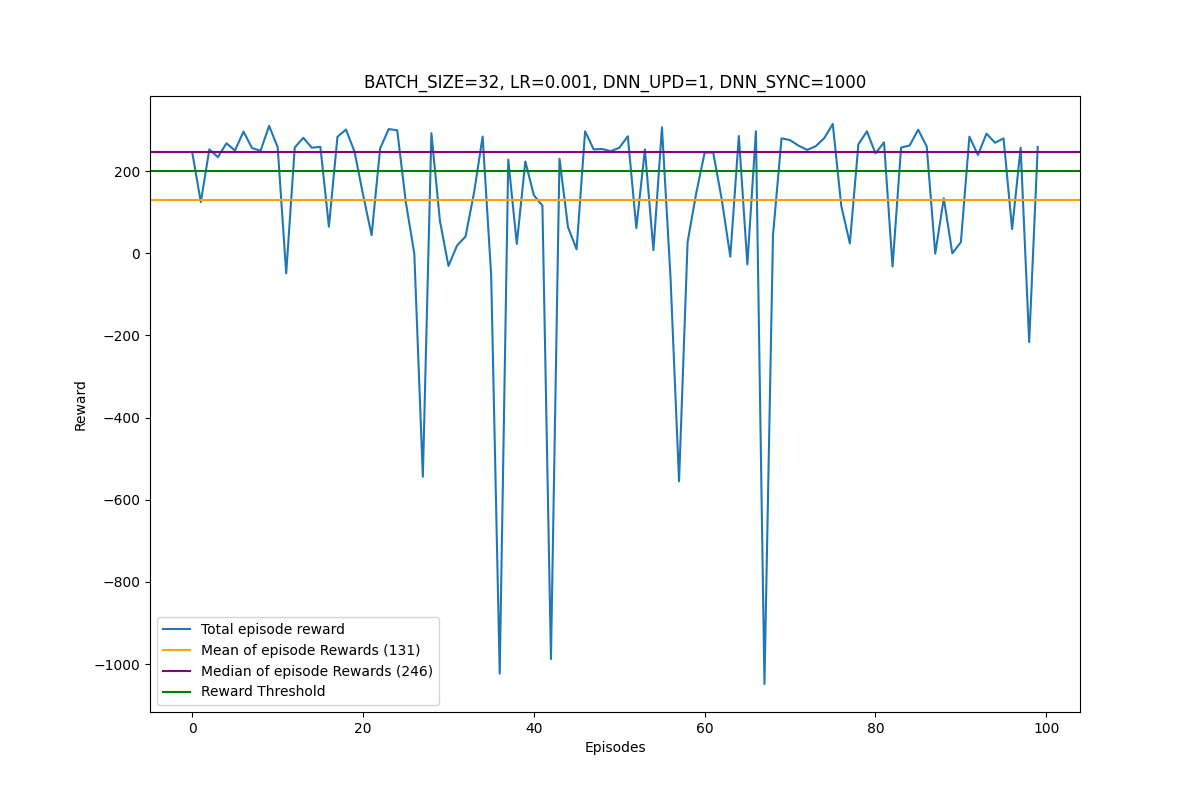 BATCH_SIZE=32, LR=0.001, DNN_UPD=1, DNN_SYNC=1000
200
0
−200
−400
−600
−800
−1000
Reward
Total episode reward
Mean of episode Rewards (131)
Median of episode Rewards (246)
Reward Threshold
0 20 40 60 80 100
Episodes